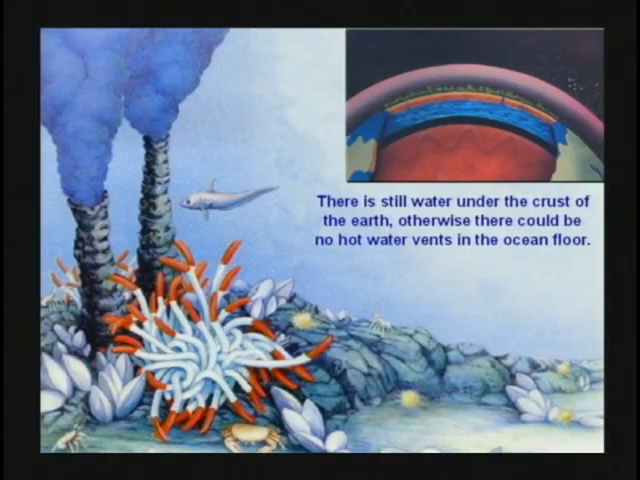 There is still water under the crust of
the earth, otherwise there could be
no hot water vents in the ocean floor.